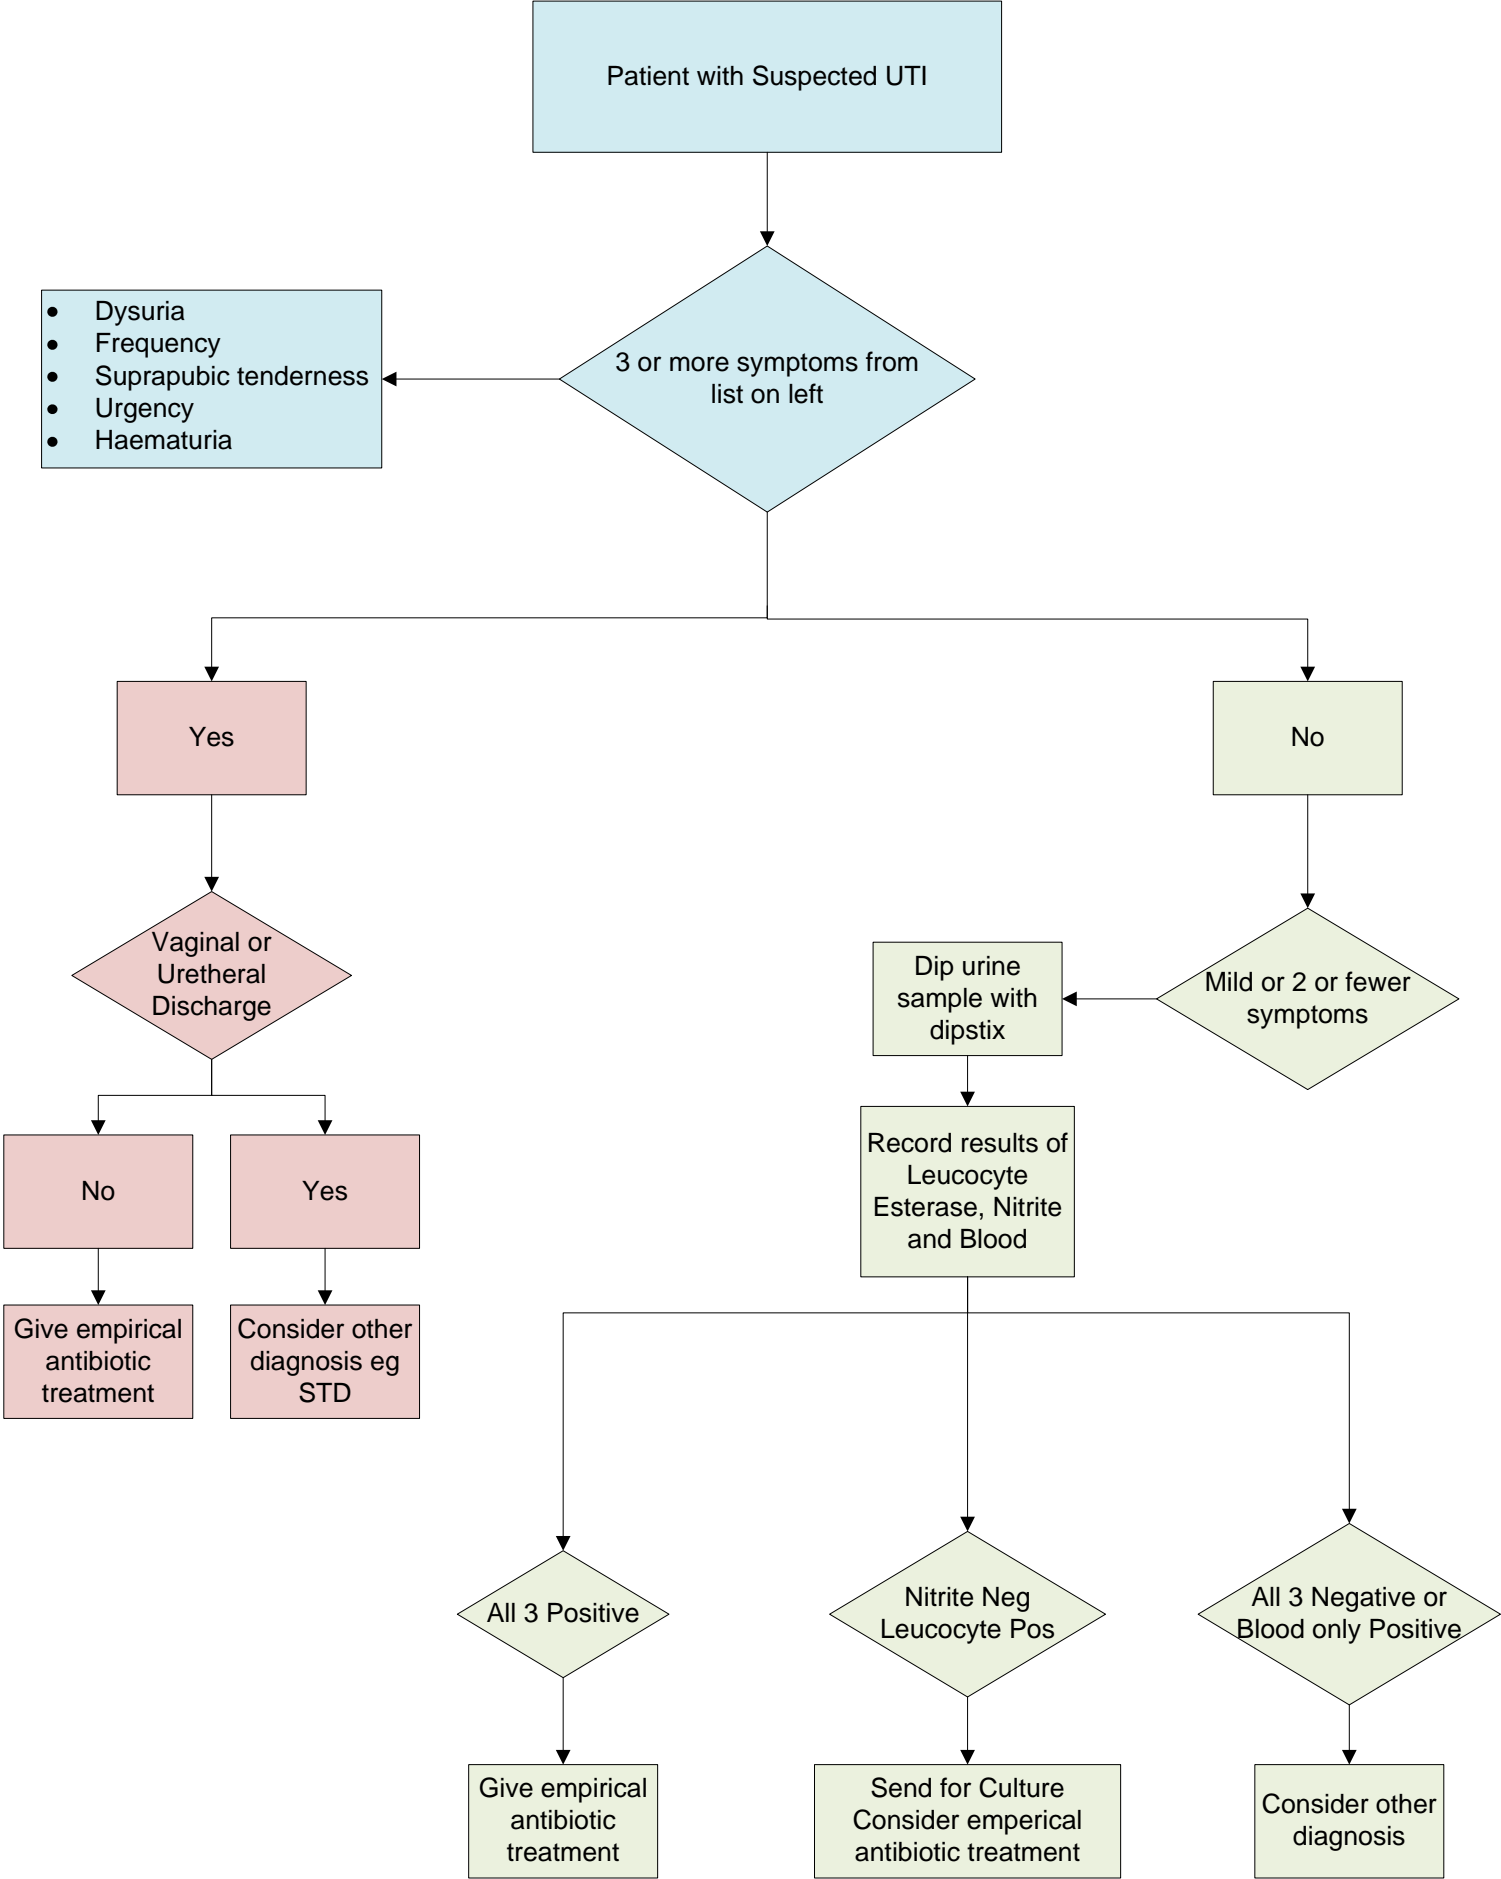 Patient with Suspected UTI
• Dysuria
• Frequency
• Suprapubic tenderness
• Urgency
• Haematuria
3 or more symptoms from
list on left
Yes
No
Vaginal or
Uretheral
Discharge
Dip urine
sample with
dipstix
Mild or 2 or fewer
symptoms
No
Yes
Record results of
Leucocyte
Esterase, Nitrite
and Blood
Give empirical
antibiotic
treatment
Consider other
diagnosis eg
STD
All 3 Positive
Nitrite Neg
Leucocyte Pos
All 3 Negative or
Blood only Positive
Give empirical
antibiotic
treatment
Send for Culture
Consider emperical
antibiotic treatment
Consider other
diagnosis